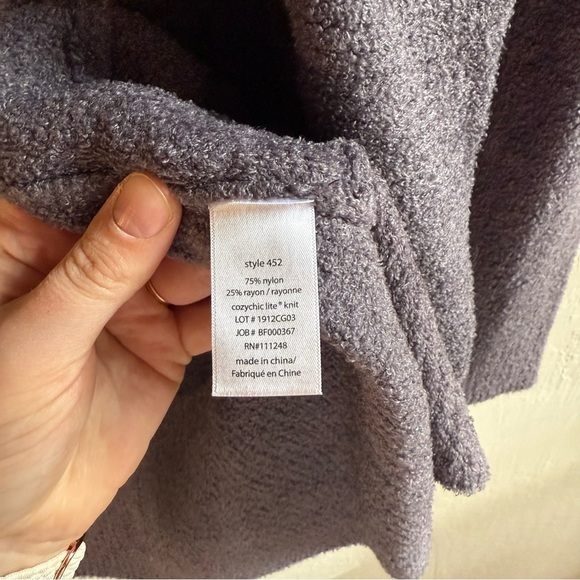 style 452
75% nylon
25% rayon / rayonne
cozychic lite® knit
LOT # 1912CG03
JOB # BF000367
RN#111248
made in china/
Fabriqué en Chine